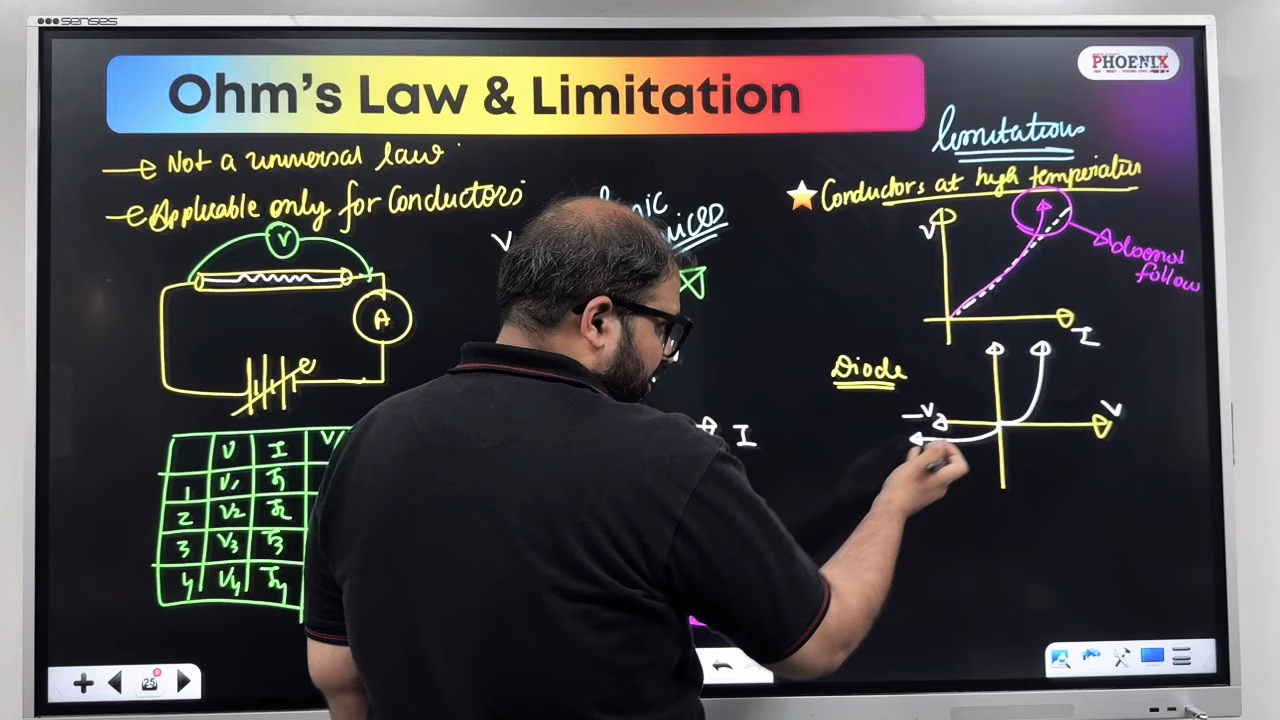 senses
Ohm's Law & Limitation
PHOENIX
→ Not a universal law
→ Applicable only for Conductors
V
A
e
V I
1 V1 I1
2 V2 I2
3 V3 I3
4 V4 I4
V
I
Limitations
Conductors at high temperature
V
doesnot
follow
I
Diode
-V
V
25